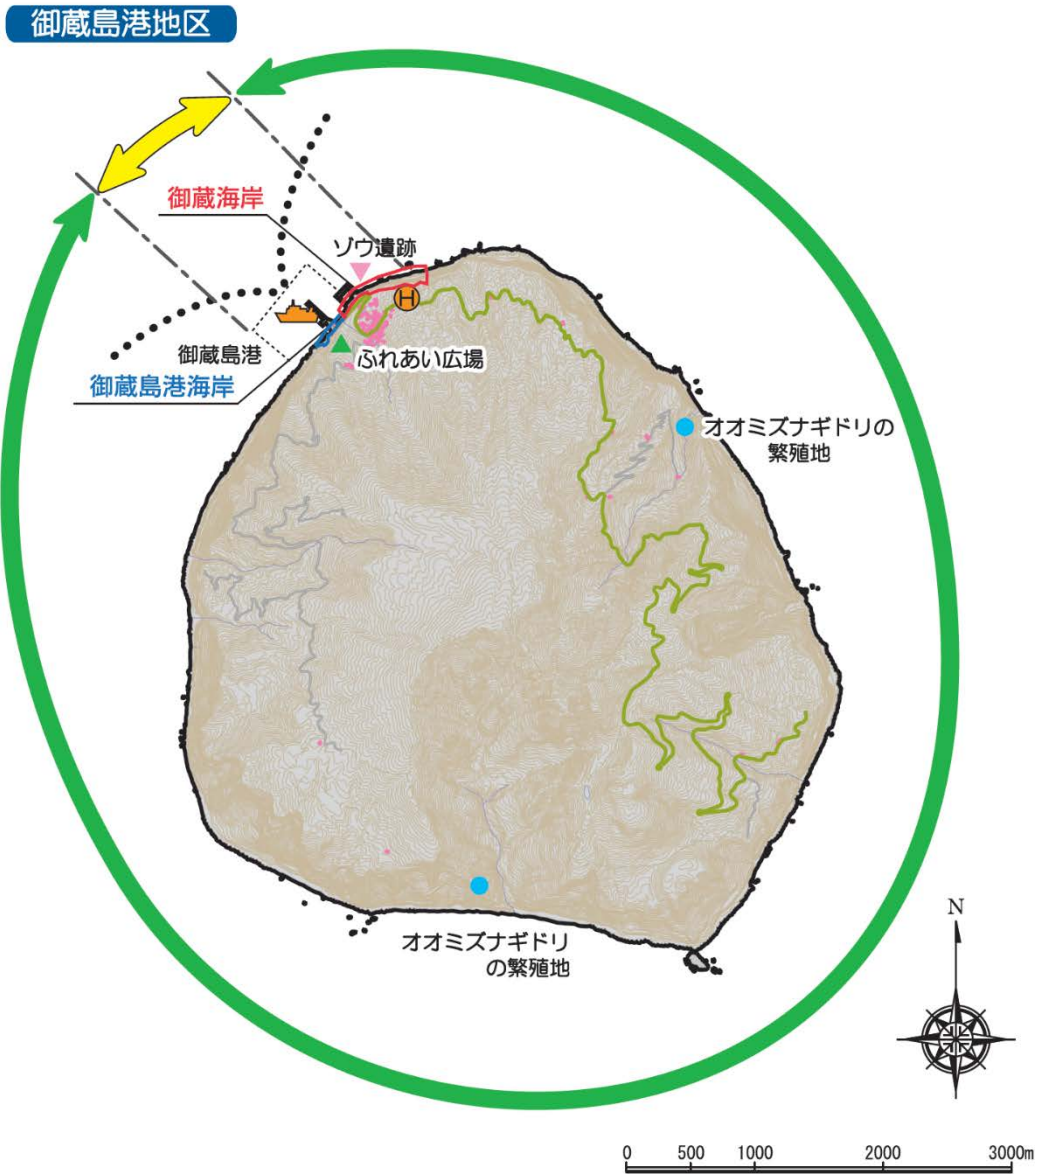 御蔵島港地区
御蔵海岸
ゾウ遺跡
H
御蔵島港
ふれあい広場
御蔵島港海岸
オオミズナギドリの
繁殖地
オオミズナギドリ
の繁殖地
N
0 500 1000 2000 3000m